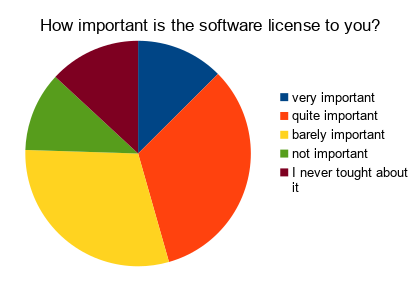 How important is the software license to you?
very important
quite important
barely important
not important
I never tought about
it